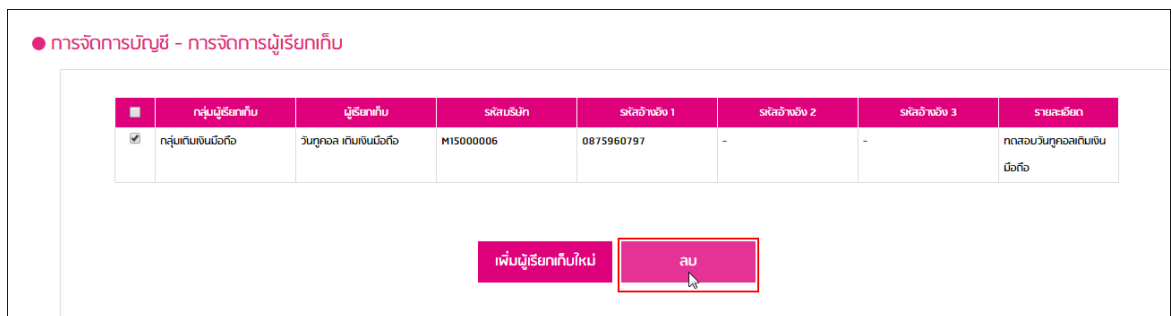 การจัดการบัญชี - การจัดการผู้เรียกเก็บ
กลุ่มผู้เรียกเก็บ ผู้เรียกเก็บ รหัสบริษัท รหัสอ้างอิง 1 รหัสอ้างอิง 2 รหัสอ้างอิง 3 รายละเอียด
กลุ่มเติมเงินมือถือ วันทูคอล เติมเงินมือถือ M15000006 0875960797 - - ทดสอบวันทูคอลเติมเงิน
มือถือ
เพิ่มผู้เรียกเก็บใหม่ ลบ